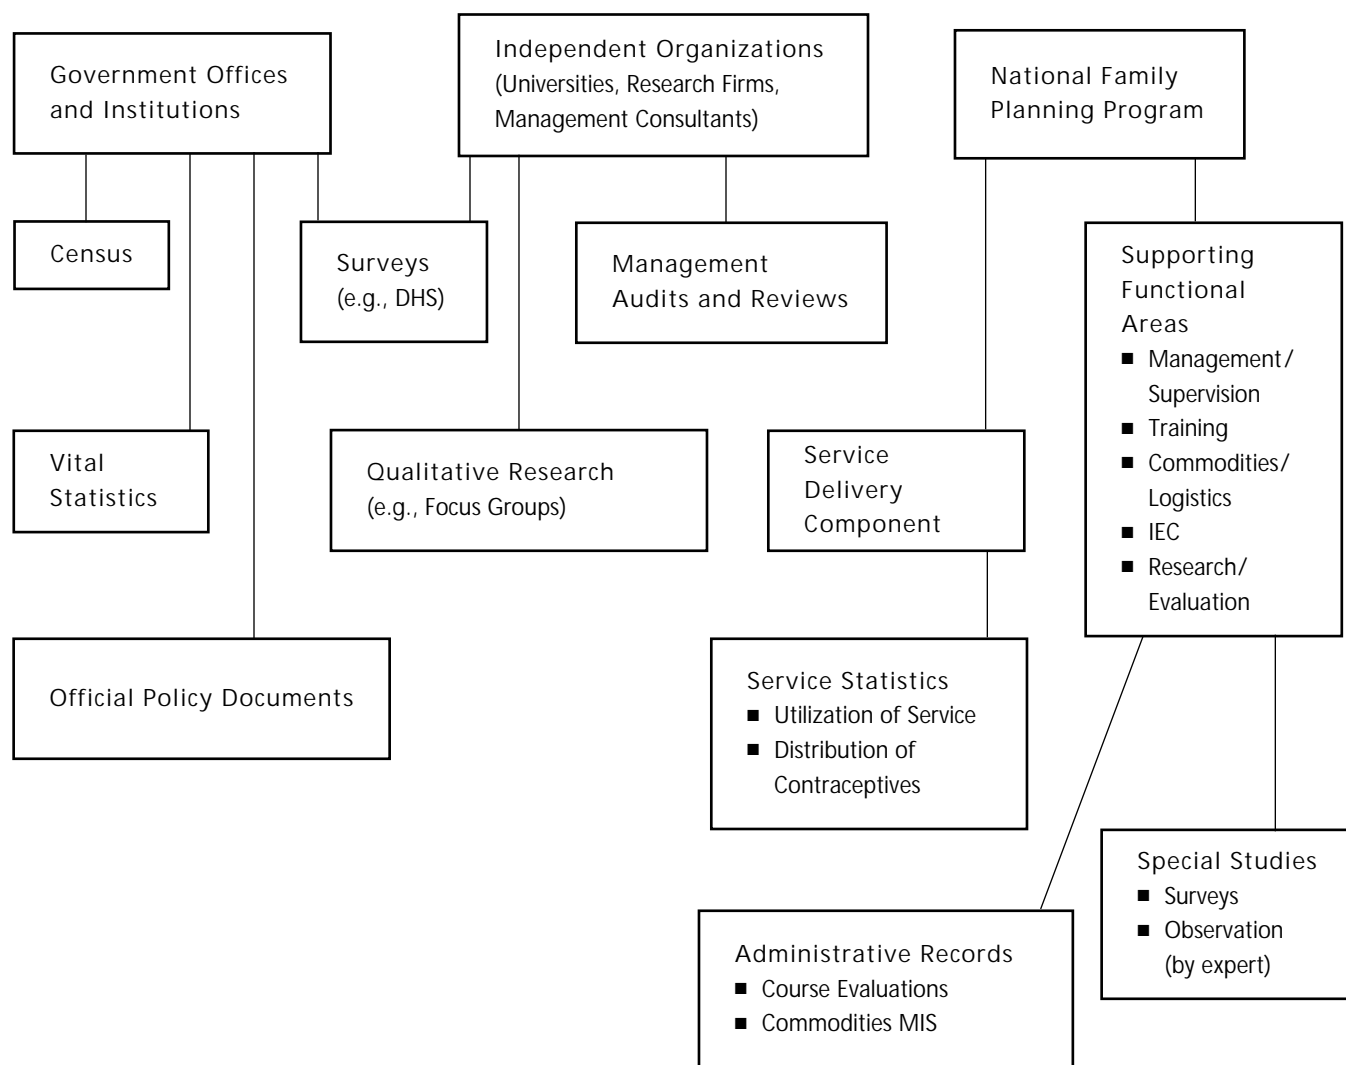 Government Offices
and Institutions
Independent Organizations
(Universities, Research Firms,
Management Consultants)
National Family
Planning Program
Census
Surveys
(e.g., DHS)
Management
Audits and Reviews
Supporting
Functional
Areas
■ Management/
Supervision
■ Training
■ Commodities/
Logistics
■ IEC
■ Research/
Evaluation
Vital
Statistics
Qualitative Research
(e.g., Focus Groups)
Service
Delivery
Component
Official Policy Documents
Service Statistics
■ Utilization of Service
■ Distribution of
Contraceptives
Special Studies
■ Surveys
■ Observation
(by expert)
Administrative Records
■ Course Evaluations
■ Commodities MIS